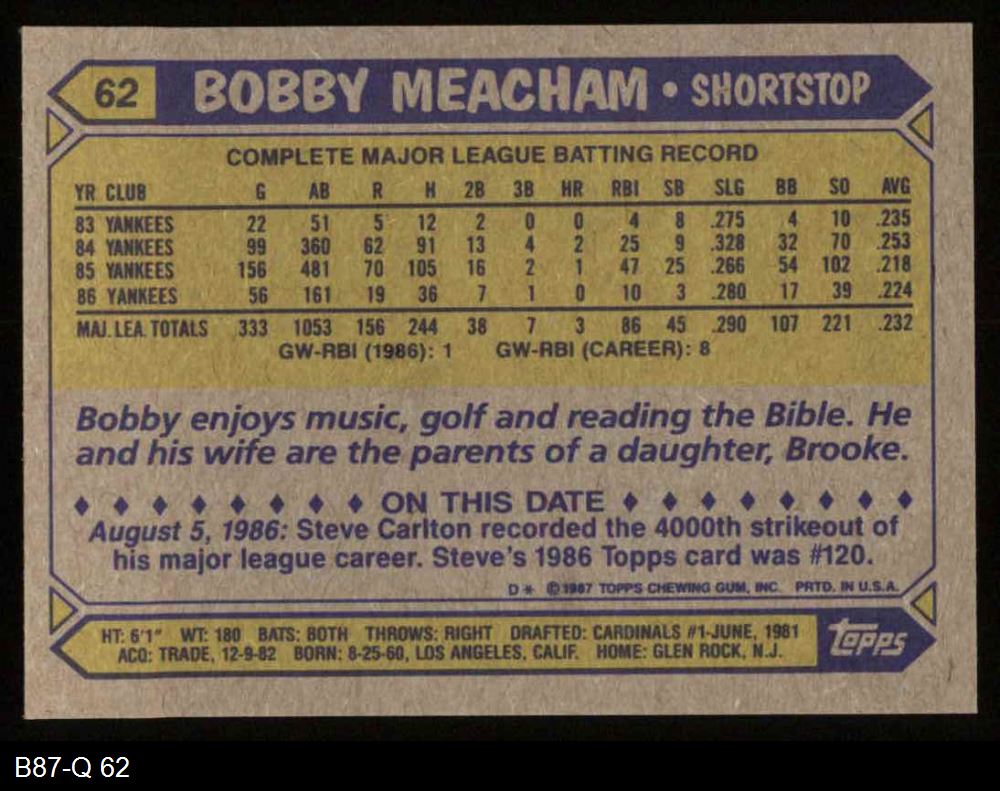 62 BOBBY MEACHAM • SHORTSTOP
COMPLETE MAJOR LEAGUE BATTING RECORD
YR CLUB G AB R H 2B 3B HR RBI SB SLG BB SO AVG
83 YANKEES 22 51 5 12 2 0 0 4 8 .275 4 10 .235
84 YANKEES 99 360 62 91 13 4 2 25 9 .328 32 70 .253
85 YANKEES 156 481 70 105 16 2 1 47 25 .266 54 102 .218
86 YANKEES 56 161 19 36 7 1 0 10 3 .280 17 39 .224
MAJ. LEA. TOTALS 333 1053 156 244 38 7 3 86 45 .290 107 221 .232
GW-RBI (1986): 1 GW-RBI (CAREER): 8
Bobby enjoys music, golf and reading the Bible. He
and his wife are the parents of a daughter, Brooke.
♦ ♦ ♦ ♦ ♦ ♦ ♦ ♦ ON THIS DATE ♦ ♦ ♦ ♦ ♦ ♦ ♦ ♦
August 5, 1986: Steve Carlton recorded the 4000th strikeout of
his major league career. Steve's 1986 Topps card was #120.
D* © 1987 TOPPS CHEWING GUM, INC. PRTD. IN U.S.A.
HT: 6'1" WT: 180 BATS: BOTH THROWS: RIGHT DRAFTED: CARDINALS #1-JUNE, 1981
ACQ: TRADE, 12-9-82 BORN: 8-25-60, LOS ANGELES, CALIF. HOME: GLEN ROCK, N.J.
topps
B87-Q 62